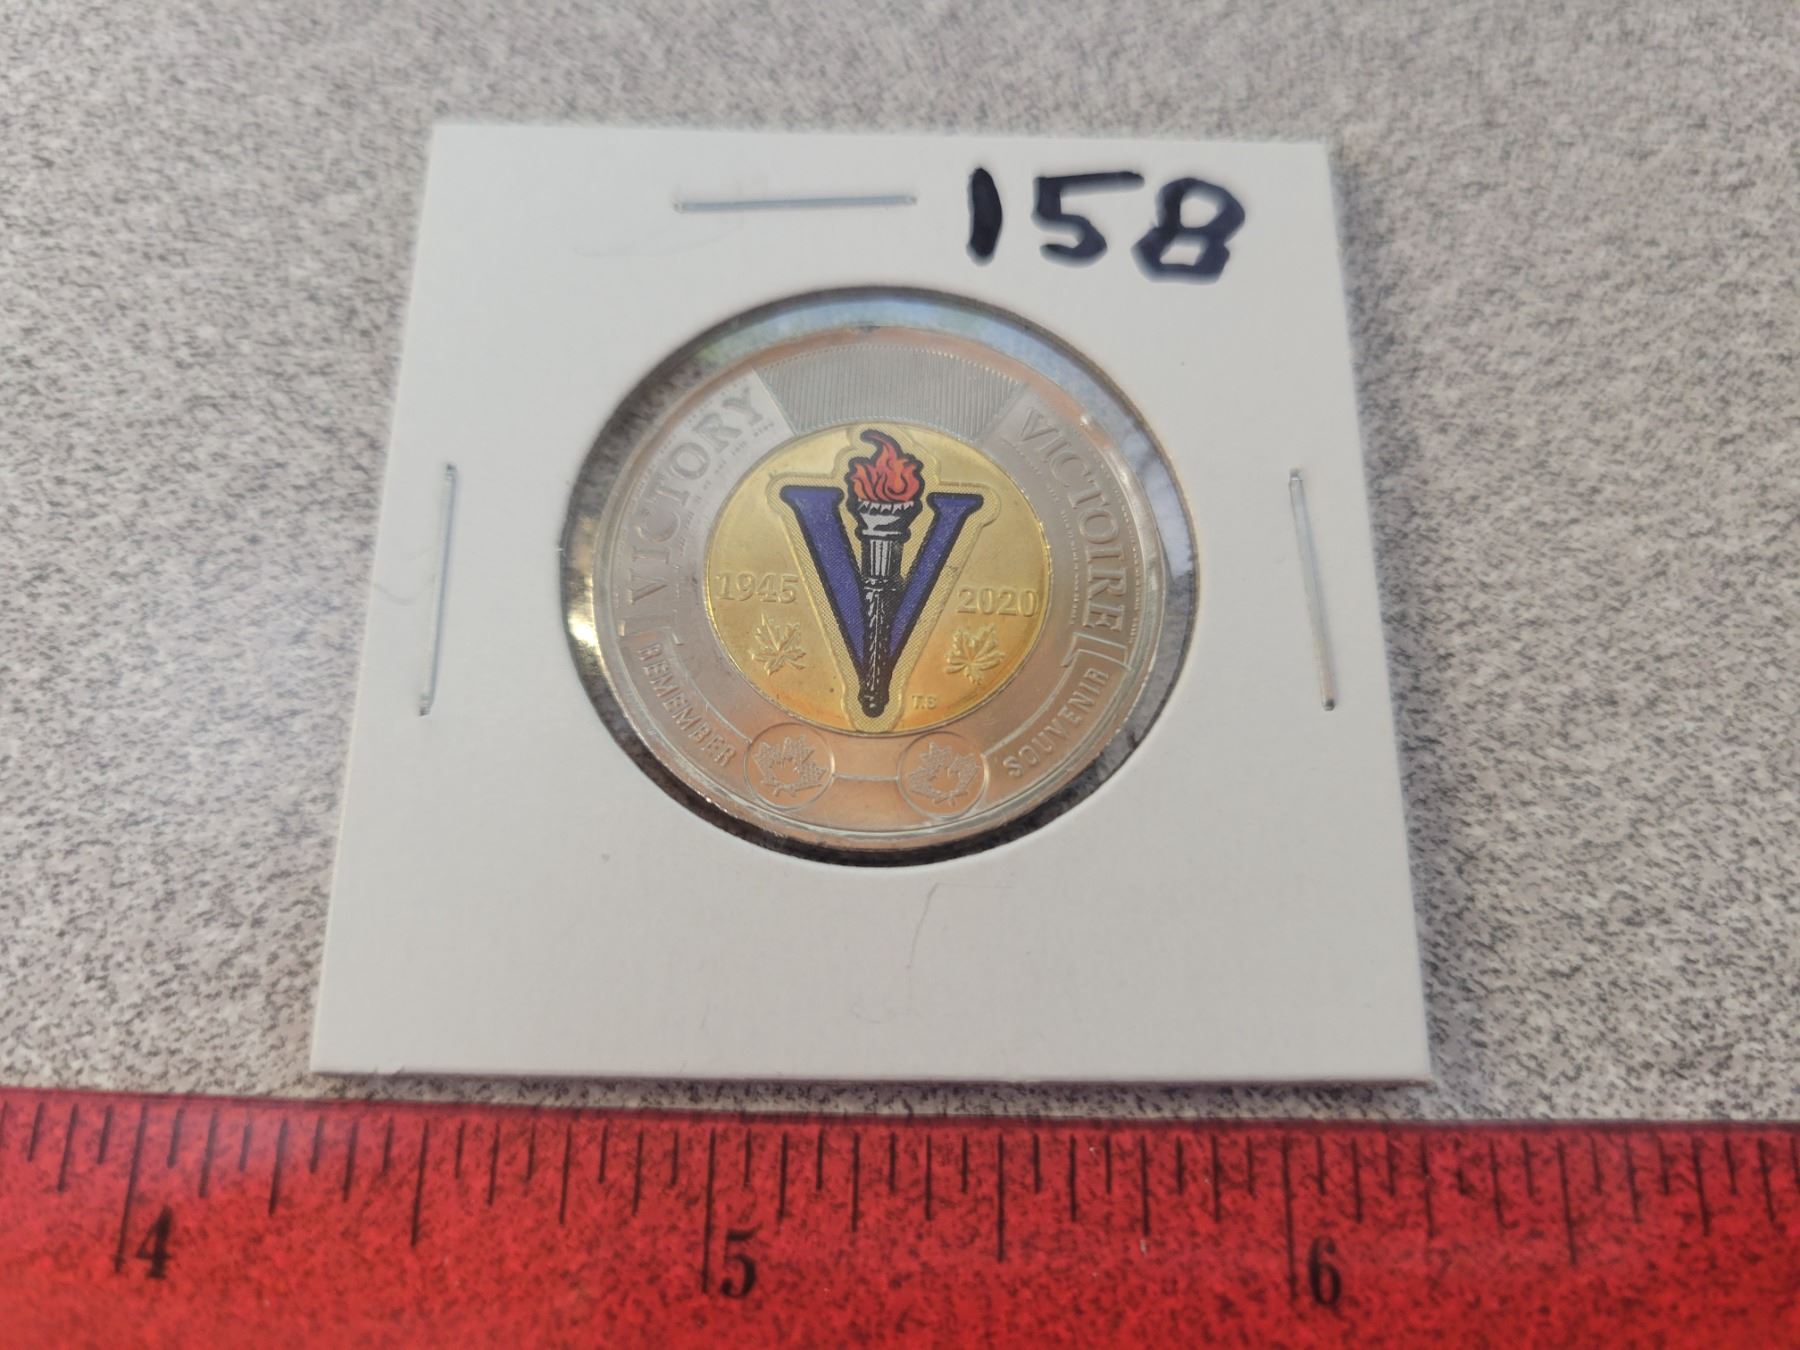 158
VICTORY
VICTOIRE
V
1945
2020
T.B
REMEMBER
SOUVENIR
4 5 6